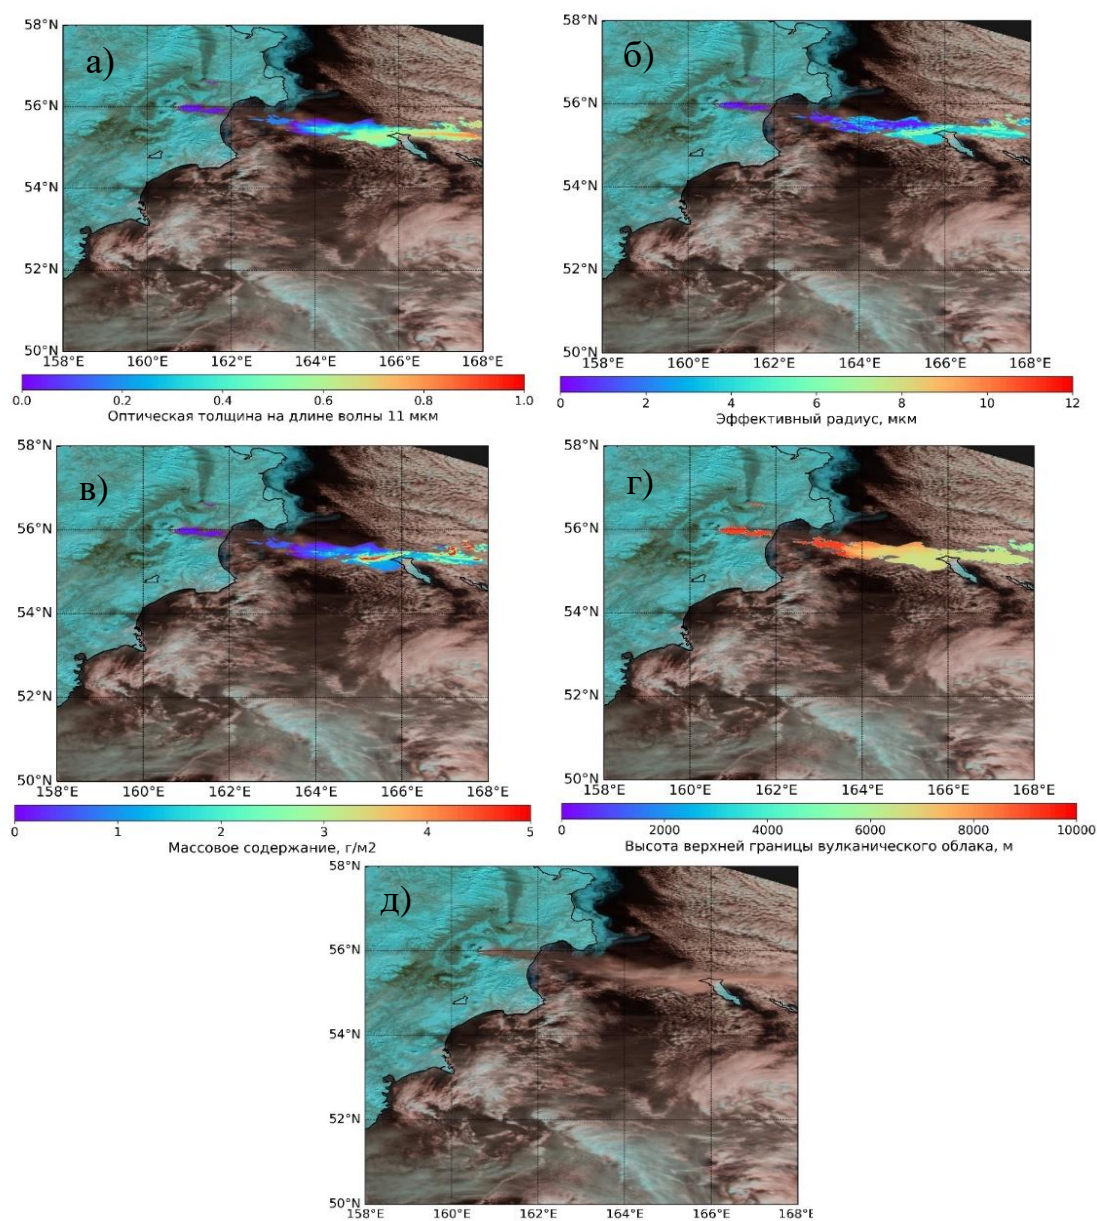 а)
58°N
56°N
54°N
52°N
50°N
158°E 160°E 162°E 164°E 166°E 168°E
0.0 0.2 0.4 0.6 0.8 1.0
Оптическая толщина на длине волны 11 мкм
б)
58°N
56°N
54°N
52°N
50°N
158°E 160°E 162°E 164°E 166°E 168°E
0 2 4 6 8 10 12
Эффективный радиус, мкм
в)
58°N
56°N
54°N
52°N
50°N
158°E 160°E 162°E 164°E 166°E 168°E
0 1 2 3 4 5
Массовое содержание, г/м2
г)
58°N
56°N
54°N
52°N
50°N
158°E 160°E 162°E 164°E 166°E 168°E
0 2000 4000 6000 8000 10000
Высота верхней границы вулканического облака, м
д)
58°N
56°N
54°N
52°N
50°N
158°E 160°E 162°E 164°E 166°E 168°E